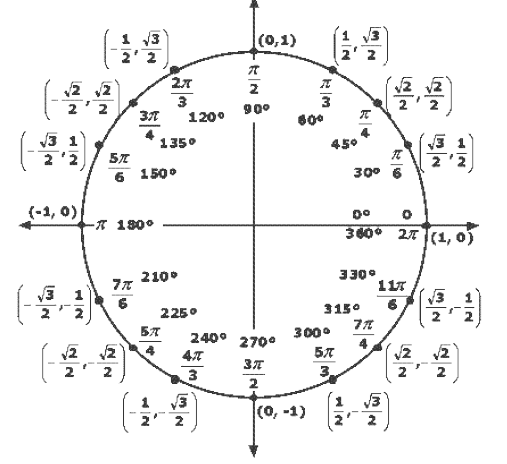 (0,1)
(-1/2, √3/2)
(1/2, √3/2)
2π/3
π/2
π/3
(-√2/2, √2/2)
(√2/2, √2/2)
3π/4
120°
90°
60°
π/4
(-√3/2, 1/2)
135°
45°
(√3/2, 1/2)
5π/6
150°
30°
π/6
(-1, 0)
π 180°
0° 0
360° 2π
(1, 0)
210°
330°
7π/6
11π/6
(-√3/2, -1/2)
(√3/2, -1/2)
225°
315°
5π/4
240°
270°
300°
7π/4
(-√2/2, -√2/2)
(√2/2, -√2/2)
4π/3
3π/2
5π/3
(-1/2, -√3/2)
(0, -1)
(1/2, -√3/2)